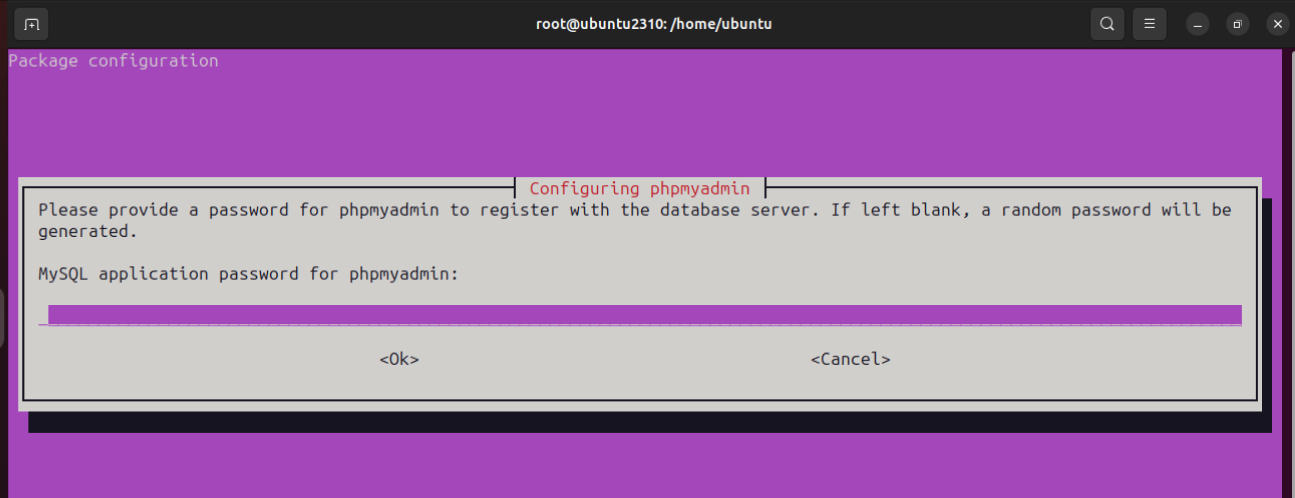 root@ubuntu2310: /home/ubuntu
Package configuration
Configuring phpmyadmin
Please provide a password for phpmyadmin to register with the database server. If left blank, a random password will be
generated.
MySQL application password for phpmyadmin:
<Ok> <Cancel>